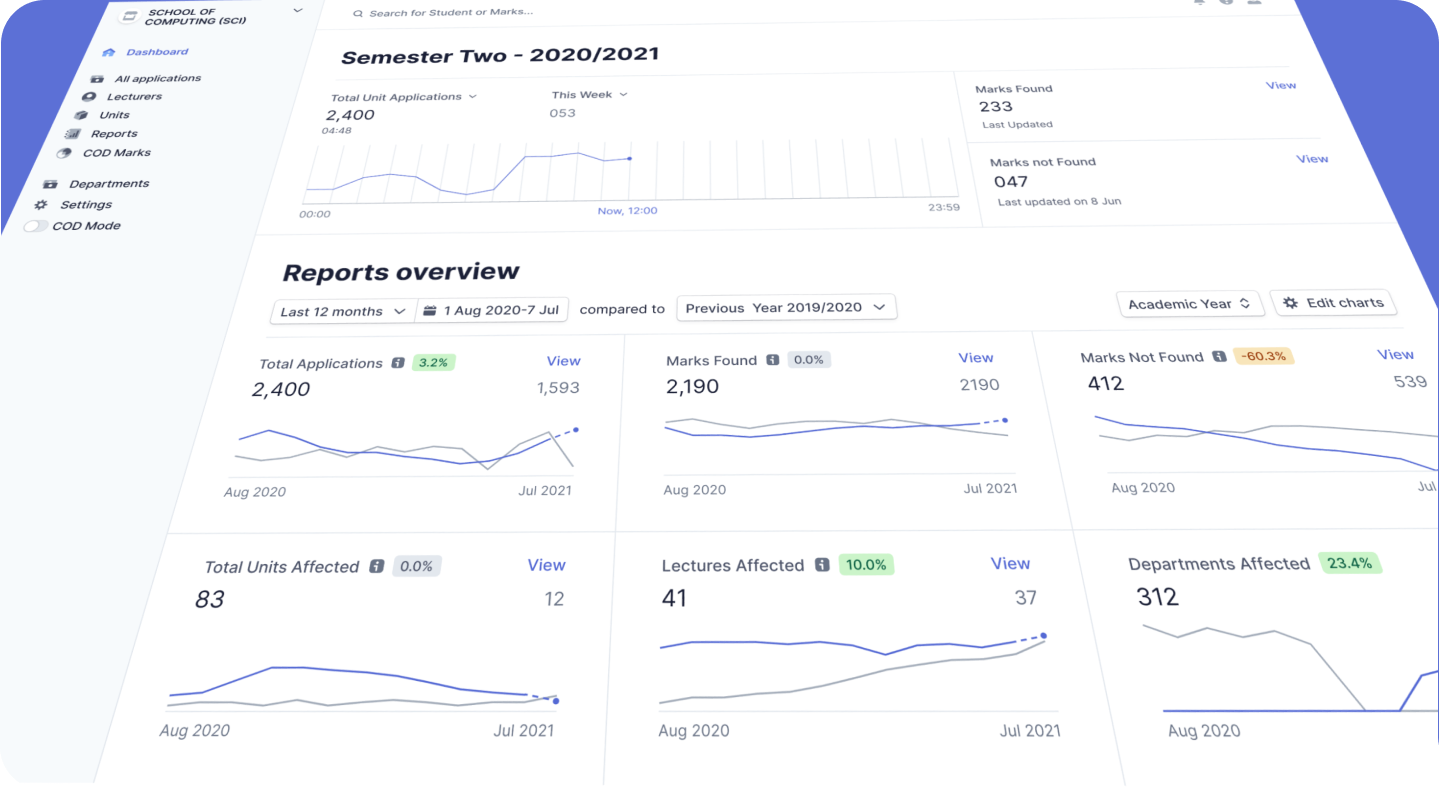 SCHOOL OF
COMPUTING (SCI)
Dashboard
All applications
Lecturers
Units
Reports
COD Marks
Departments
Settings
COD Mode
Search for Student or Marks...
Semester Two - 2020/2021
Total Unit Applications
2,400
04:48
This Week
053
00:00
Now, 12:00
23:59
Marks Found
View
233
Last Updated
Marks not Found
View
047
Last updated on 8 Jun
Reports overview
Last 12 months
1 Aug 2020-7 Jul
compared to
Previous Year 2019/2020
Academic Year
Edit charts
Total Applications 3.2% View
2,400 1,593
Aug 2020 Jul 2021
Marks Found 0.0% View
2,190 2190
Aug 2020 Jul 2021
Marks Not Found -60.3% View
412 539
Aug 2020 Jul
Total Units Affected 0.0% View
83 12
Aug 2020 Jul 2021
Lectures Affected 10.0% View
41 37
Aug 2020 Jul 2021
Departments Affected 23.4%
312
Aug 2020